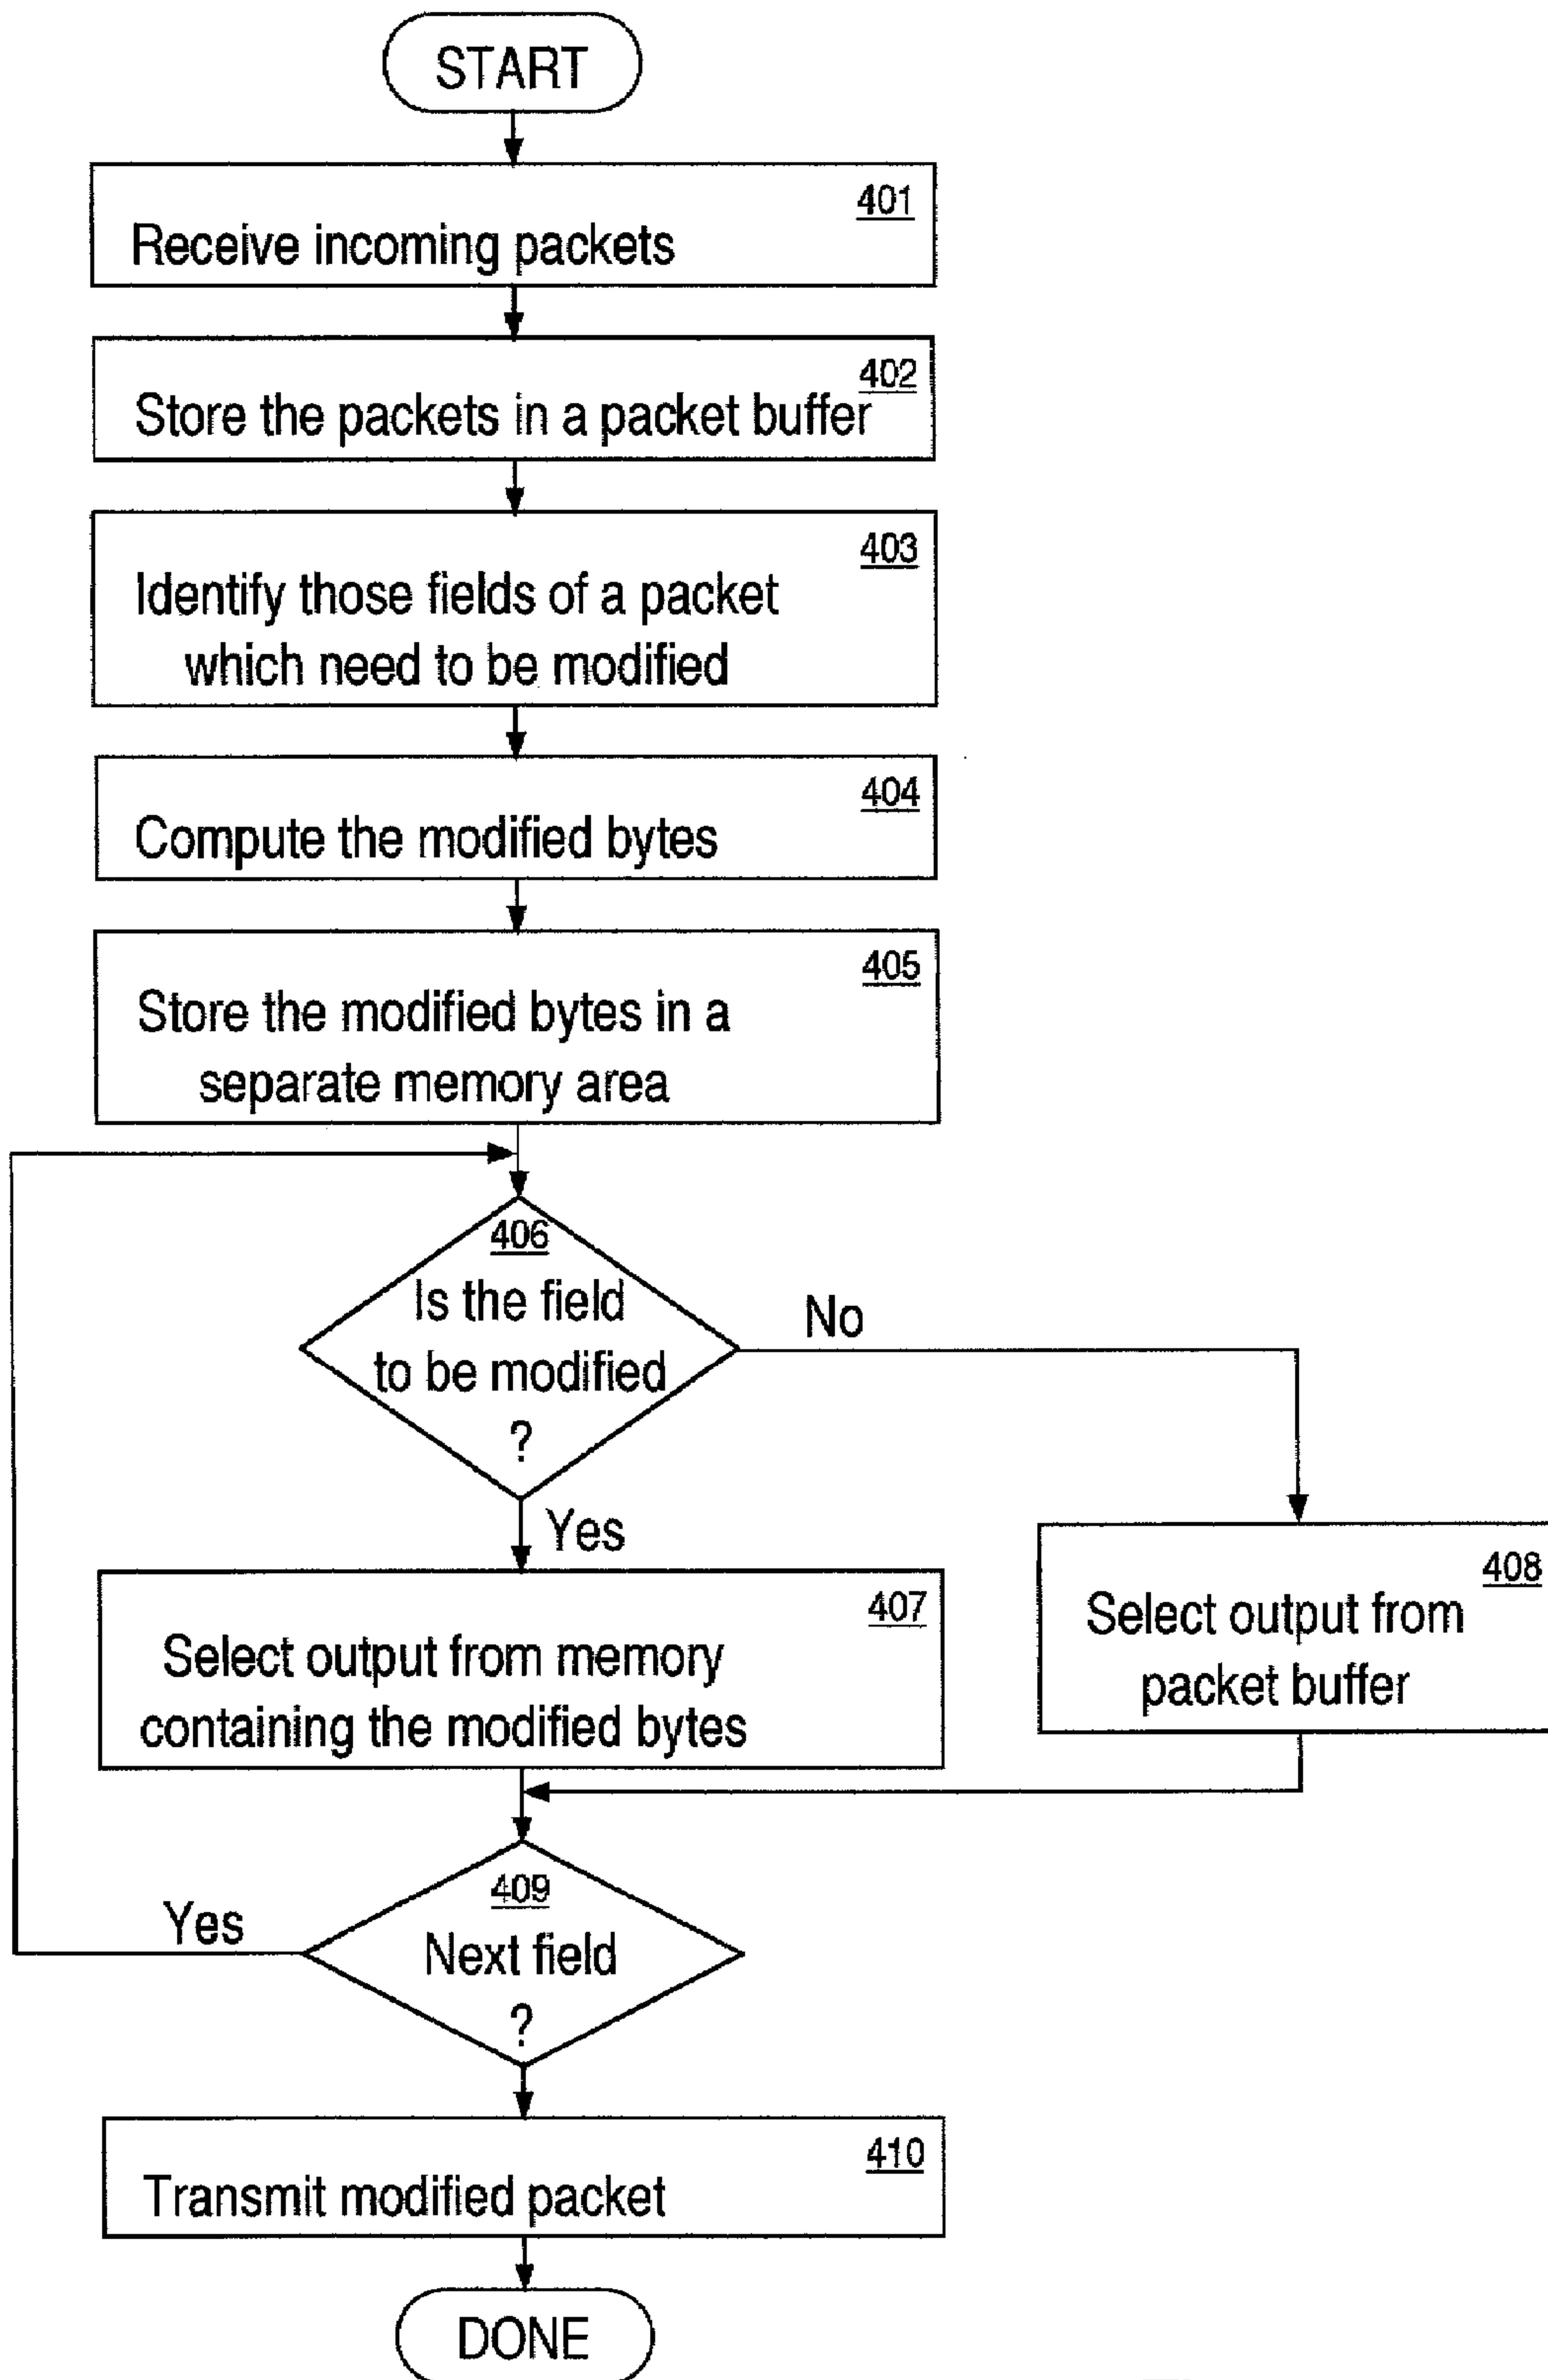 START
401
Receive incoming packets
402
Store the packets in a packet buffer
403
Identify those fields of a packet
which need to be modified
404
Compute the modified bytes
405
Store the modified bytes in a
separate memory area
406
Is the field
to be modified
?
No
Yes
407
Select output from memory
containing the modified bytes
408
Select output from
packet buffer
409
Next field
?
Yes
410
Transmit modified packet
DONE